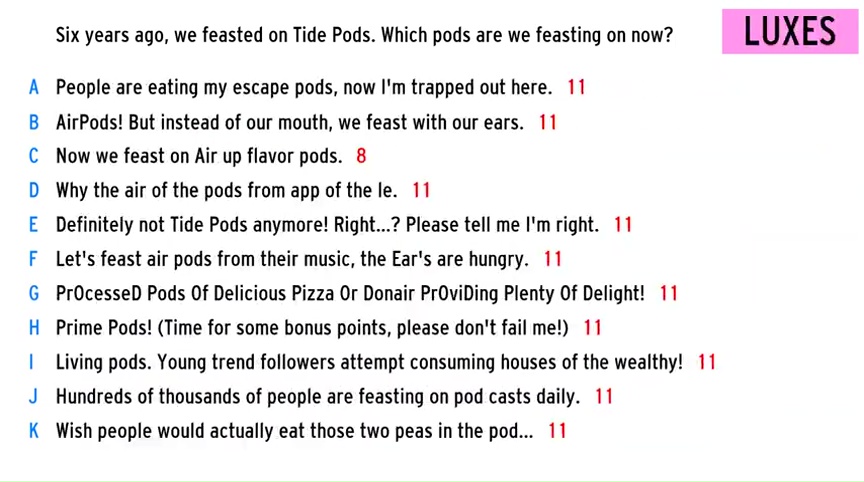 Six years ago, we feasted on Tide Pods. Which pods are we feasting on now?
LUXES
A People are eating my escape pods, now I'm trapped out here. 11
B AirPods! But instead of our mouth, we feast with our ears. 11
C Now we feast on Air up flavor pods. 8
D Why the air of the pods from app of the le. 11
E Definitely not Tide Pods anymore! Right...? Please tell me I'm right. 11
F Let's feast air pods from their music, the Ear's are hungry. 11
G PrOcesseD Pods Of Delicious Pizza Or Donair PrOviDing Plenty Of Delight! 11
H Prime Pods! (Time for some bonus points, please don't fail me!) 11
I Living pods. Young trend followers attempt consuming houses of the wealthy! 11
J Hundreds of thousands of people are feasting on pod casts daily. 11
K Wish people would actually eat those two peas in the pod... 11